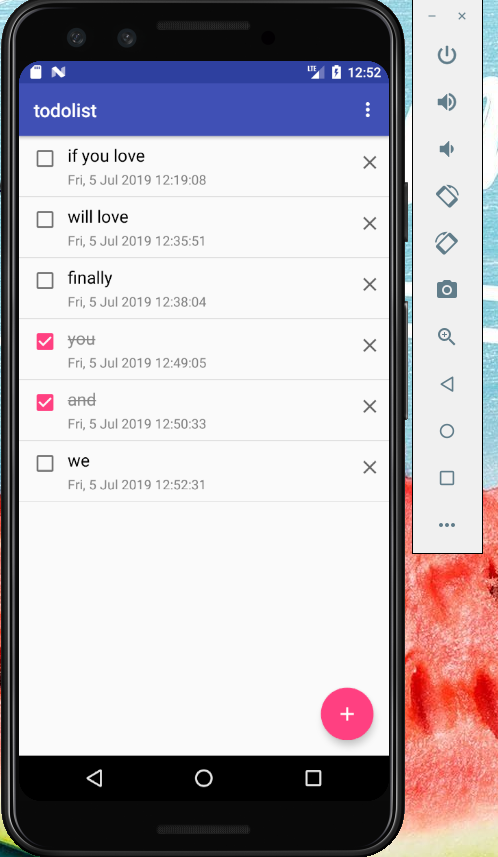 LTE 12:52
todolist
if you love
Fri, 5 Jul 2019 12:19:08
will love
Fri, 5 Jul 2019 12:35:51
finally
Fri, 5 Jul 2019 12:38:04
you
Fri, 5 Jul 2019 12:49:05
and
Fri, 5 Jul 2019 12:50:33
we
Fri, 5 Jul 2019 12:52:31